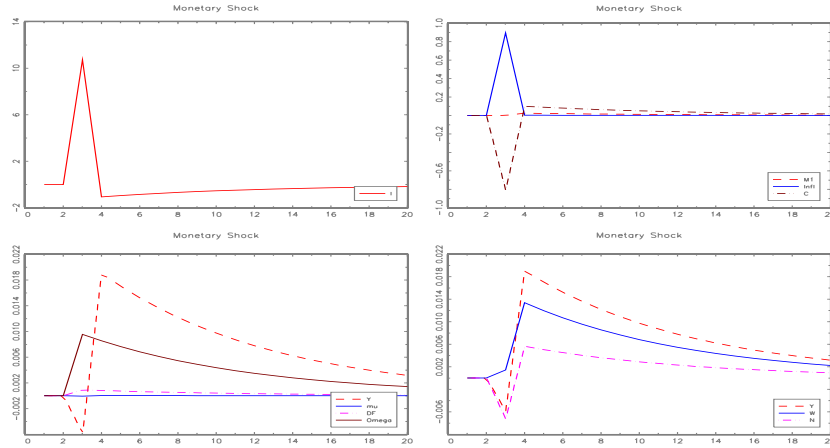 Monetary Shock
14
10
6
2
-2
0 2 4 6 8 10 12 14 16 18 20
I
Monetary Shock
1.0
0.6
0.2
-0.2
-0.6
-1.0
0 2 4 6 8 10 12 14 16 18 20
M1
Infl
C
Monetary Shock
0.022
0.018
0.014
0.010
0.006
0.002
-0.002
0 2 4 6 8 10 12 14 16 18 20
Y
mu
DF
Omega
Monetary Shock
0.022
0.018
0.014
0.010
0.006
0.002
-0.006
0 2 4 6 8 10 12 14 16 18 20
Y
W
N